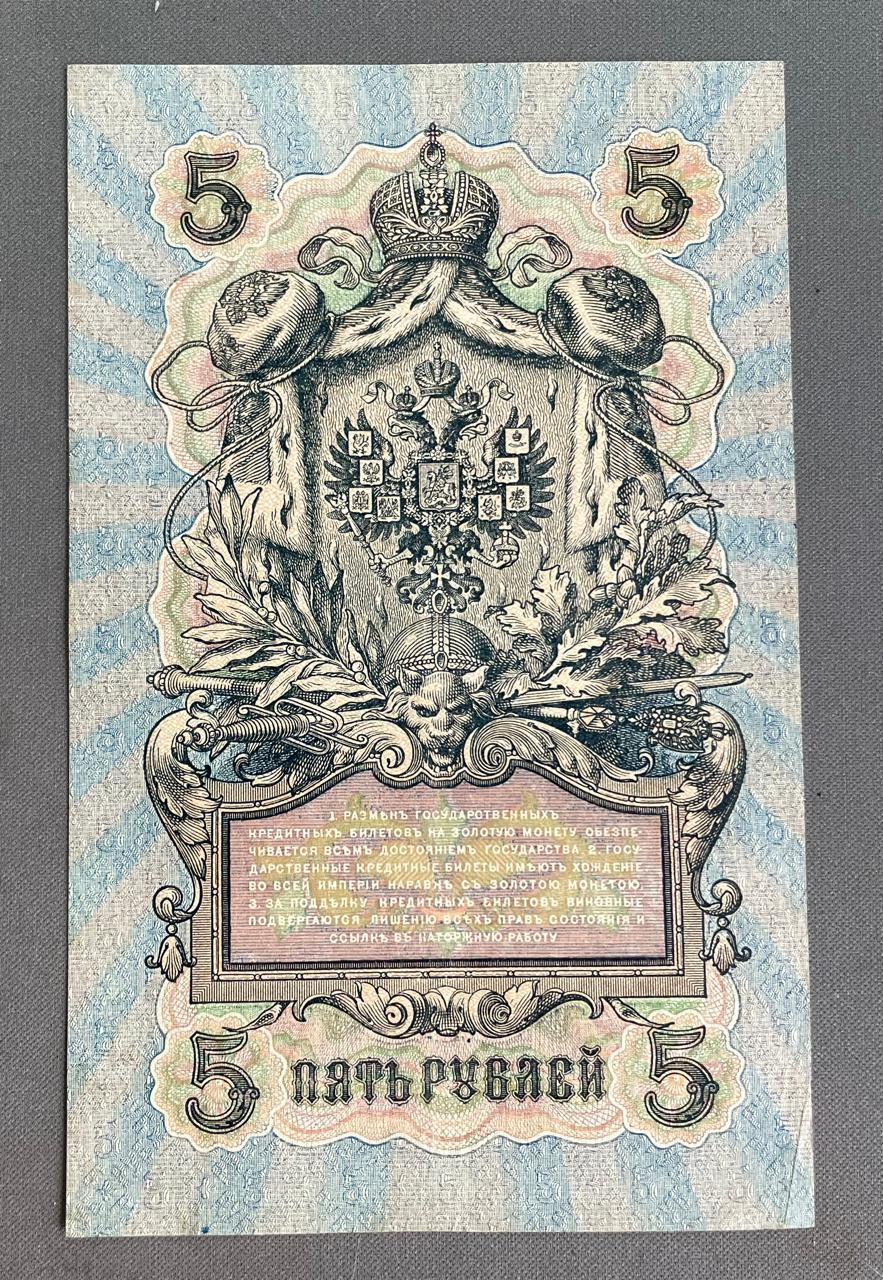 5 5
1. РАЗМѢНЪ ГОСУДАРСТВЕННЫХЪ
КРЕДИТНЫХЪ БИЛЕТОВЪ НА ЗОЛОТУЮ МОНЕТУ ОБЕЗПЕ-
ЧИВАЕТСЯ ВСѢМЪ ДОСТОЯНІЕМЪ ГОСУДАРСТВА. 2. ГОСУ-
ДАРСТВЕННЫЕ КРЕДИТНЫЕ БИЛЕТЫ ИМѢЮТЪ ХОЖДЕНІЕ
ВО ВСЕЙ ИМПЕРІИ НАРАВНѢ СЪ ЗОЛОТОЮ МОНЕТОЮ.
3. ЗА ПОДДѢЛКУ КРЕДИТНЫХЪ БИЛЕТОВЪ ВИНОВНЫЕ
ПОДВЕРГАЮТСЯ ЛИШЕНІЮ ВСѢХЪ ПРАВЪ СОСТОЯНІЯ И
ССЫЛКѢ ВЪ КАТОРЖНУЮ РАБОТУ
5 ПЯТЬ РУБЛЕЙ 5